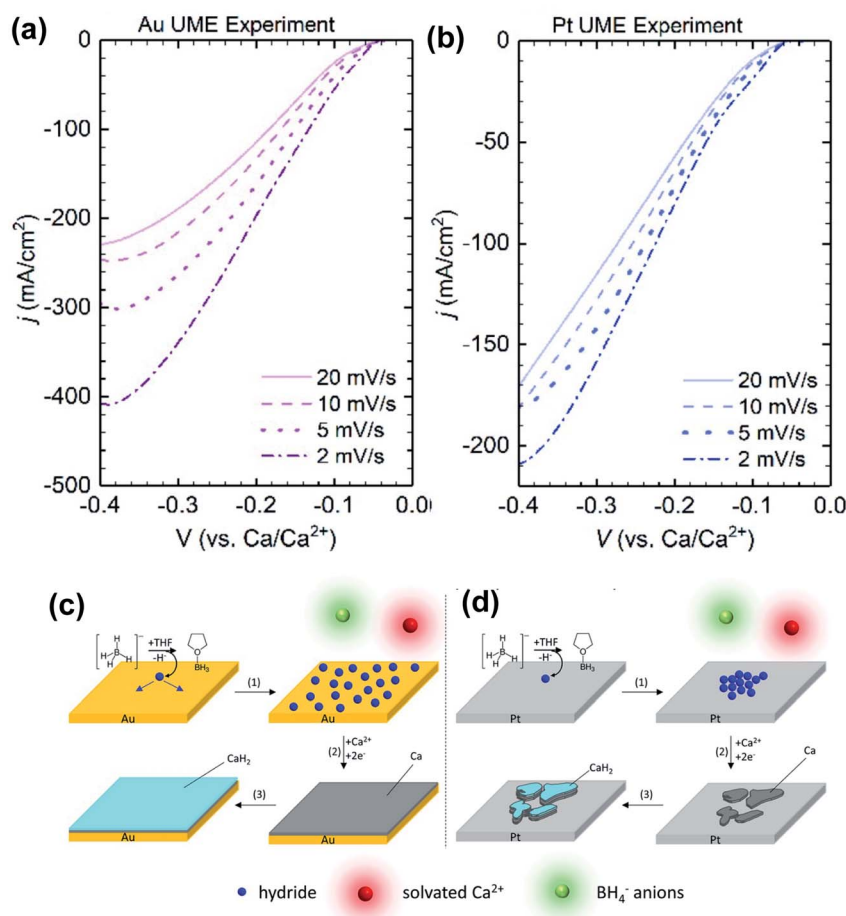 (a)
Au UME Experiment
0
-100
-200
-300
-400
-500
j (mA/cm²)
20 mV/s
10 mV/s
5 mV/s
2 mV/s
-0.4
-0.3
-0.2
-0.1
-0.0
V (vs. Ca/Ca²⁺)
(b)
Pt UME Experiment
0
-50
-100
-150
-200
j (mA/cm²)
20 mV/s
10 mV/s
5 mV/s
2 mV/s
-0.4
-0.3
-0.2
-0.1
0.0
V (vs. Ca/Ca²⁺)
(c)
H
H B H
H
-
+THF
-H⁻
O
BH₃
Au
(1)
Au
(2)
+Ca²⁺
+2e⁻
Ca
Au
(3)
CaH₂
Au
(d)
H
H B H
H
-
+THF
-H⁻
O
BH₃
Pt
(1)
Pt
(2)
+Ca²⁺
+2e⁻
Ca
Pt
(3)
CaH₂
Pt
hydride
solvated Ca²⁺
BH₄⁻ anions